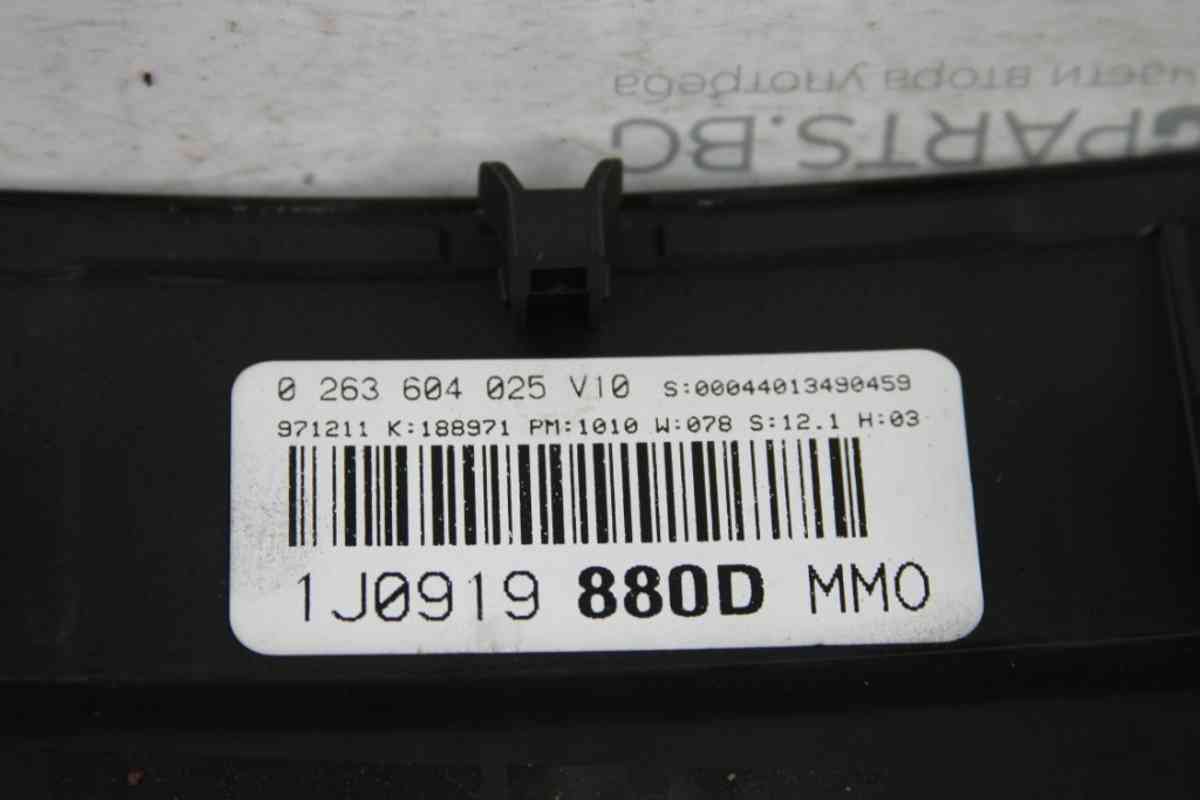 части втора употреба
PARTS.BG
0 263 604 025 V10 S:00044013490459
971211 K:188971 PM:1010 W:078 S:12.1 H:03
1J0919 880D MMO